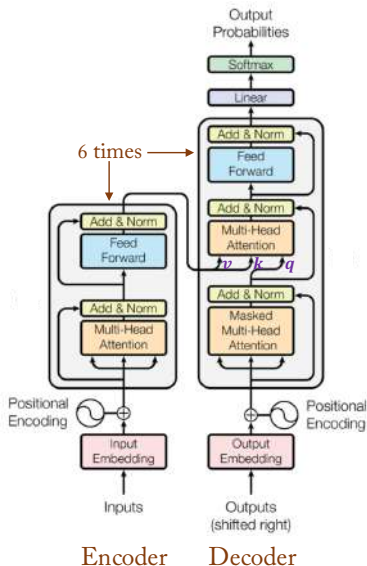 Output
Probabilities
Softmax
Linear
Add & Norm
Feed
Forward
6 times
Add & Norm
Multi-Head
Attention
v k q
Add & Norm
Feed
Forward
Add & Norm
Masked
Multi-Head
Attention
Add & Norm
Multi-Head
Attention
Positional
Encoding
Positional
Encoding
Input
Embedding
Output
Embedding
Inputs
Outputs
(shifted right)
Encoder
Decoder